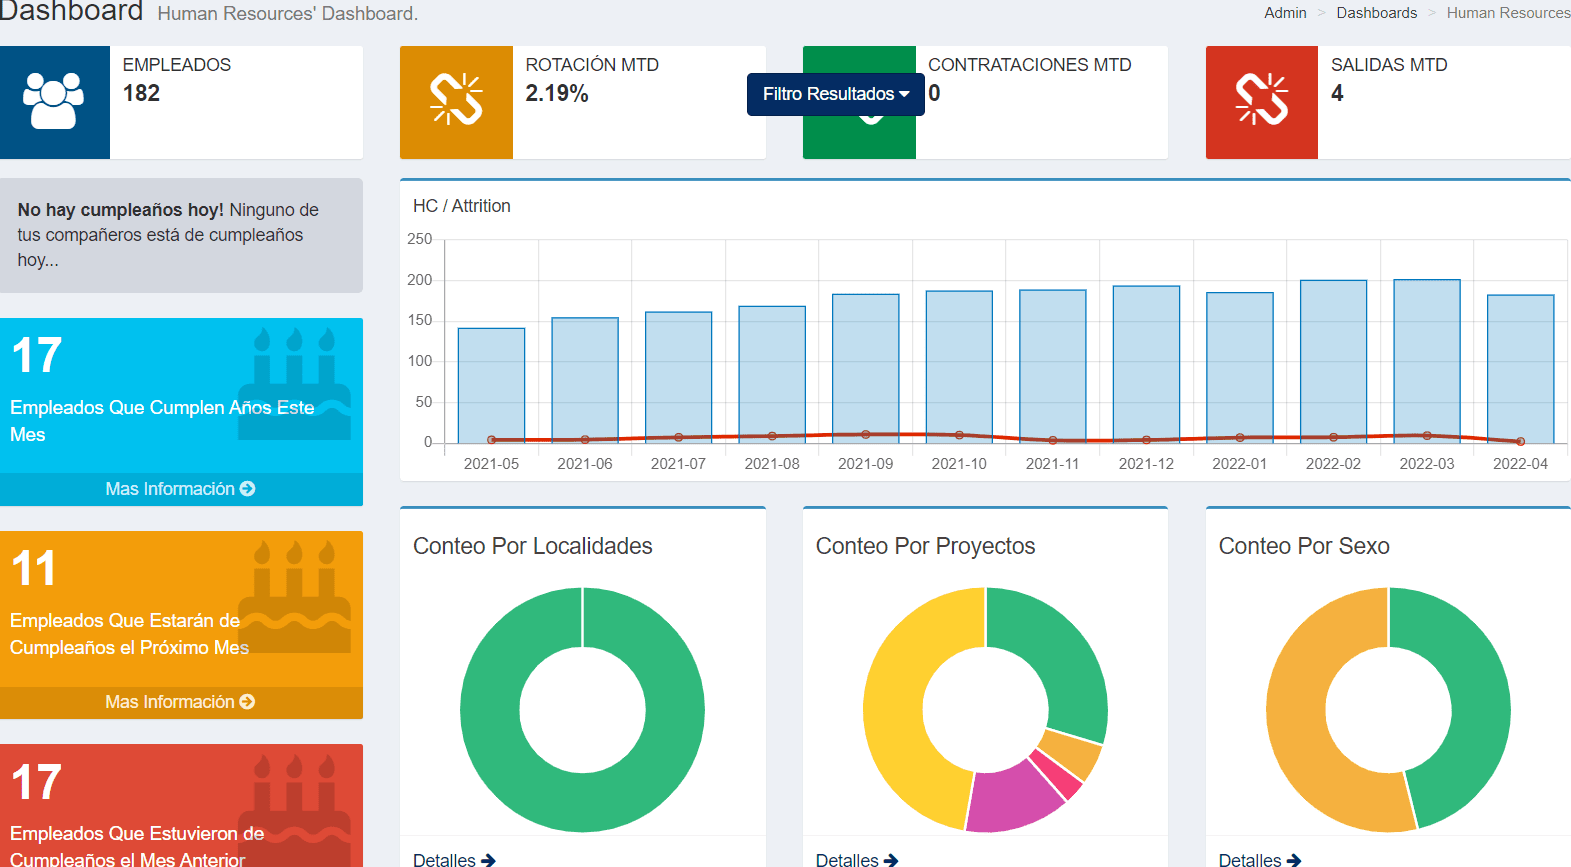 Dashboard Human Resources' Dashboard.
Admin > Dashboards > Human Resources
EMPLEADOS
182
ROTACIÓN MTD
2.19%
Filtro Resultados
CONTRATACIONES MTD
0
SALIDAS MTD
4
No hay cumpleaños hoy! Ninguno de
tus compañeros está de cumpleaños
hoy...
17
Empleados Que Cumplen Años Este
Mes
Mas Información
11
Empleados Que Estarán de
Cumpleaños el Próximo Mes
Mas Información
17
Empleados Que Estuvieron de
Cumpleaños el Mes Anterior
HC / Attrition
250
200
150
100
50
0
2021-05 2021-06 2021-07 2021-08 2021-09 2021-10 2021-11 2021-12 2022-01 2022-02 2022-03 2022-04
Conteo Por Localidades
Detalles
Conteo Por Proyectos
Detalles
Conteo Por Sexo
Detalles